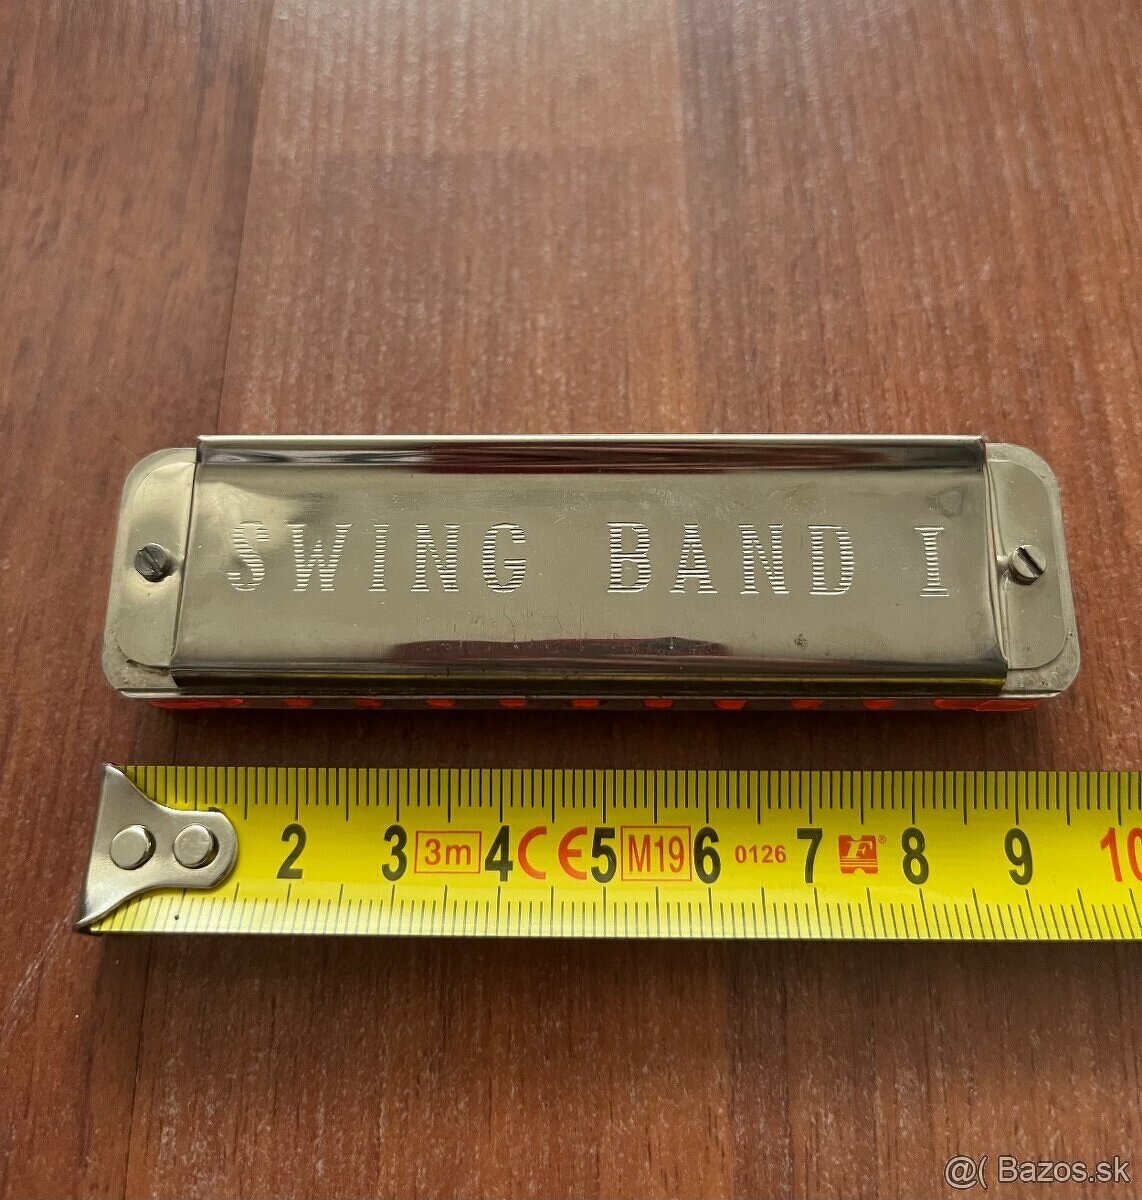 SWING BAND I
2 3 3m 4 CE 5 M19 6 0126 7 ® 8 9 10
@( Bazos.sk